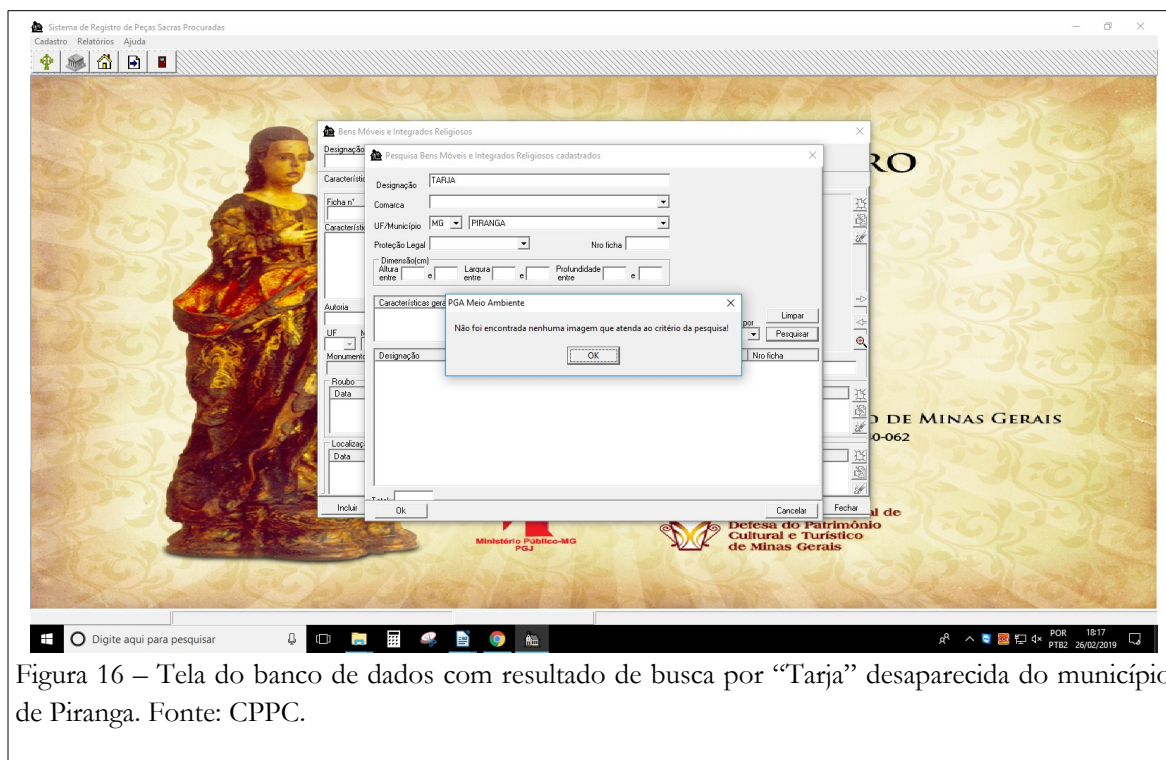 Sistema de Registro de Peças Sacras Procuradas
Cadastro Relatórios Ajuda
RO
Bens Móveis e Integrados Religiosos
Designação
Pesquisa Bens Móveis e Integrados Religiosos cadastrados
Designação TARJA
Ficha n°
Comarca
UF/Município MG PIRANGA
Proteção Legal Nro ficha
Dimensão(cm)
Altura entre e Largura entre e Profundidade entre e
Autoria
PGA Meio Ambiente
Não foi encontrada nenhuma imagem que atenda ao critério da pesquisa!
OK
por
Limpar
Pesquisar
UF
Designação Nro ficha
Roubo
Data
DE MINAS GERAIS
0-062
Data
Incluir Ok Cancelar Fechar
Ministério Público-MG
PGJ
al de
Defesa do Patrimônio
Cultural e Turístico
de Minas Gerais
Digite aqui para pesquisar
POR 18:17
PTB2 26/02/2019
Figura 16 – Tela do banco de dados com resultado de busca por “Tarja” desaparecida do município
de Piranga. Fonte: CPPC.